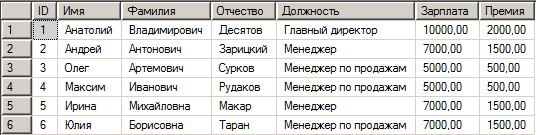 ID Имя Фамилия Отчество Должность Зарплата Премия
1 1 Анатолий Владимирович Десятов Главный директор 10000,00 2000,00
2 2 Андрей Антонович Зарицкий Менеджер 7000,00 1500,00
3 3 Олег Артемович Сурков Менеджер по продажам 5000,00 500,00
4 4 Максим Иванович Рудаков Менеджер по продажам 5000,00 500,00
5 5 Ирина Михайловна Макар Менеджер 7000,00 1500,00
6 6 Юлия Борисовна Таран Менеджер по продажам 7000,00 1500,00